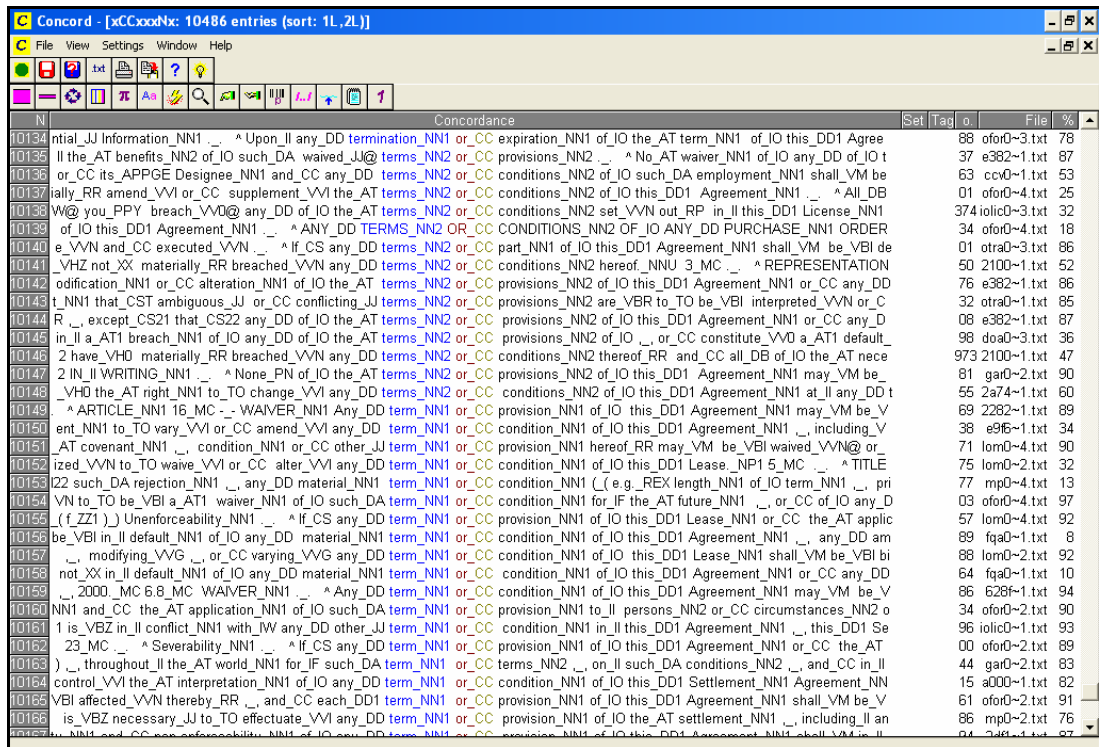 C Concord - [xCCxxxNx: 10486 entries (sort: 1L,2L)]
C File View Settings Window Help
.txt ? 
π Aa 1
N Concordance Set Tag o. File %
10134 ntial_JJ Information_NN1 ._. ^ Upon_II any_DD termination_NN1 or_CC expiration_NN1 of_IO the_AT term_NN1 of_IO this_DD1 Agree 88 ofor0~3.txt 78
10135 II the_AT benefits_NN2 of_IO such_DA waived_JJ@ terms_NN2 or_CC provisions_NN2 ._. ^ No_AT waiver_NN1 of_IO any_DD of_IO t 37 e382~1.txt 87
10136 or_CC its_APPGE Designee_NN1 and_CC any_DD terms_NN2 or_CC conditions_NN2 of_IO such_DA employment_NN1 shall_VM be 63 ccv0~1.txt 53
10137 ially_RR amend_VVI or_CC supplement_VVI the_AT terms_NN2 or_CC conditions_NN2 of_IO this_DD1 Agreement_NN1 ._. ^ All_DB 01 ofor0~4.txt 25
10138 W@ you_PPY breach_VV0@ any_DD of_IO the_AT terms_NN2 or_CC conditions_NN2 set_VVN out_RP in_II this_DD1 License_NN1 374 iolic0~3.txt 32
10139 of_IO this_DD1 Agreement_NN1 ._. ^ ANY_DD TERMS_NN2 OR_CC CONDITIONS_NN2 OF_IO ANY_DD PURCHASE_NN1 ORDER 34 ofor0~4.txt 18
10140 e_VVN and_CC executed_VVN ._. ^ If_CS any_DD terms_NN2 or_CC part_NN1 of_IO this_DD1 Agreement_NN1 shall_VM be_VBI de 01 otra0~3.txt 86
10141 _VHZ not_XX materially_RR breached_VVN any_DD terms_NN2 or_CC conditions_NN2 hereof._NNU 3_MC ._. ^ REPRESENTATION 50 2100~1.txt 52
10142 odification_NN1 or_CC alteration_NN1 of_IO the_AT terms_NN2 or_CC provisions_NN2 of_IO this_DD1 Agreement_NN1 or_CC any_DD 76 e382~1.txt 86
10143 t_NN1 that_CST ambiguous_JJ or_CC conflicting_JJ terms_NN2 or_CC provisions_NN2 are_VBR to_TO be_VBI interpreted_VVN or_C 32 otra0~1.txt 85
10144 R ,_, except_CS21 that_CS22 any_DD of_IO the_AT terms_NN2 or_CC provisions_NN2 of_IO this_DD1 Agreement_NN1 or_CC any_D 08 e382~1.txt 87
10145 in_II a_AT1 breach_NN1 of_IO any_DD of_IO the_AT terms_NN2 or_CC provisions_NN2 of_IO ,_, or_CC constitute_VV0 a_AT1 default_ 98 doa0~3.txt 36
10146 2 have_VH0 materially_RR breached_VVN any_DD terms_NN2 or_CC conditions_NN2 thereof_RR and_CC all_DB of_IO the_AT nece 973 2100~1.txt 47
10147 2 IN_II WRITING_NN1 ._. ^ None_PN of_IO the_AT terms_NN2 or_CC provisions_NN2 of_IO this_DD1 Agreement_NN1 may_VM be_ 81 gar0~2.txt 90
10148 _VH0 the_AT right_NN1 to_TO change_VVI any_DD terms_NN2 or_CC conditions_NN2 of_IO this_DD1 Agreement_NN1 at_II any_DD t 55 2a74~1.txt 60
10149 . ^ ARTICLE_NN1 16_MC - - WAIVER_NN1 Any_DD term_NN1 or_CC provision_NN1 of_IO this_DD1 Agreement_NN1 may_VM be_V 69 2282~1.txt 89
10150 ent_NN1 to_TO vary_VVI or_CC amend_VVI any_DD term_NN1 or_CC condition_NN1 of_IO this_DD1 Agreement_NN1 ,_, including_V 38 e9f6~1.txt 34
10151 _AT covenant_NN1 ,_, condition_NN1 or_CC other_JJ term_NN1 or_CC provision_NN1 hereof_RR may_VM be_VBI waived_VVN@ or_ 71 lom0~4.txt 90
10152 ized_VVN to_TO waive_VVI or_CC alter_VVI any_DD term_NN1 or_CC condition_NN1 of_IO this_DD1 Lease._NP1 5_MC ._. ^ TITLE 75 lom0~2.txt 32
10153 I22 such_DA rejection_NN1 ,_, any_DD material_NN1 term_NN1 or_CC condition_NN1 (_( e.g._REX length_NN1 of_IO term_NN1 ,_, pri 77 mp0~4.txt 13
10154 VN to_TO be_VBI a_AT1 waiver_NN1 of_IO such_DA term_NN1 or_CC condition_NN1 for_IF the_AT future_NN1 ,_, or_CC of_IO any_D 03 ofor0~4.txt 97
10155 _( f_ZZ1 )_) Unenforceability_NN1 ._. ^ If_CS any_DD term_NN1 or_CC provision_NN1 of_IO this_DD1 Lease_NN1 or_CC the_AT applic 57 lom0~4.txt 92
10156 be_VBI in_II default_NN1 of_IO any_DD material_NN1 term_NN1 or_CC condition_NN1 of_IO this_DD1 Agreement_NN1 ,_, any_DD am 89 fqa0~1.txt 8
10157 ,_, modifying_VVG ,_, or_CC varying_VVG any_DD term_NN1 or_CC condition_NN1 of_IO this_DD1 Lease_NN1 shall_VM be_VBI bi 88 lom0~2.txt 92
10158 not_XX in_II default_NN1 of_IO any_DD material_NN1 term_NN1 or_CC condition_NN1 of_IO this_DD1 Agreement_NN1 or_CC any_DD 64 fqa0~1.txt 10
10159 ,_, 2000._MC 6.8_MC WAIVER_NN1 ._. ^ Any_DD term_NN1 or_CC condition_NN1 of_IO this_DD1 Agreement_NN1 may_VM be_V 86 628f~1.txt 94
10160 NN1 and_CC the_AT application_NN1 of_IO such_DA term_NN1 or_CC provision_NN1 to_II persons_NN2 or_CC circumstances_NN2 o 34 ofor0~2.txt 90
10161 1 is_VBZ in_II conflict_NN1 with_IW any_DD other_JJ term_NN1 or_CC condition_NN1 in_II this_DD1 Agreement_NN1 ,_, this_DD1 Se 96 iolic0~1.txt 93
10162 23_MC ._. ^ Severability_NN1 ._. ^ If_CS any_DD term_NN1 or_CC provision_NN1 of_IO this_DD1 Agreement_NN1 or_CC the_AT 00 ofor0~2.txt 89
10163 ) ,_, throughout_II the_AT world_NN1 for_IF such_DA term_NN1 or_CC terms_NN2 ,_, on_II such_DA conditions_NN2 ,_, and_CC in_II 44 gar0~2.txt 83
10164 control_VVI the_AT interpretation_NN1 of_IO any_DD term_NN1 or_CC condition_NN1 of_IO this_DD1 Settlement_NN1 Agreement_NN 15 a000~1.txt 82
10165 VBI affected_VVN thereby_RR ,_, and_CC each_DD1 term_NN1 or_CC provision_NN1 of_IO this_DD1 Agreement_NN1 shall_VM be_V 61 ofor0~2.txt 91
10166 is_VBZ necessary_JJ to_TO effectuate_VVI any_DD term_NN1 or_CC provision_NN1 of_IO the_AT settlement_NN1 ,_, including_II an 86 mp0~2.txt 76